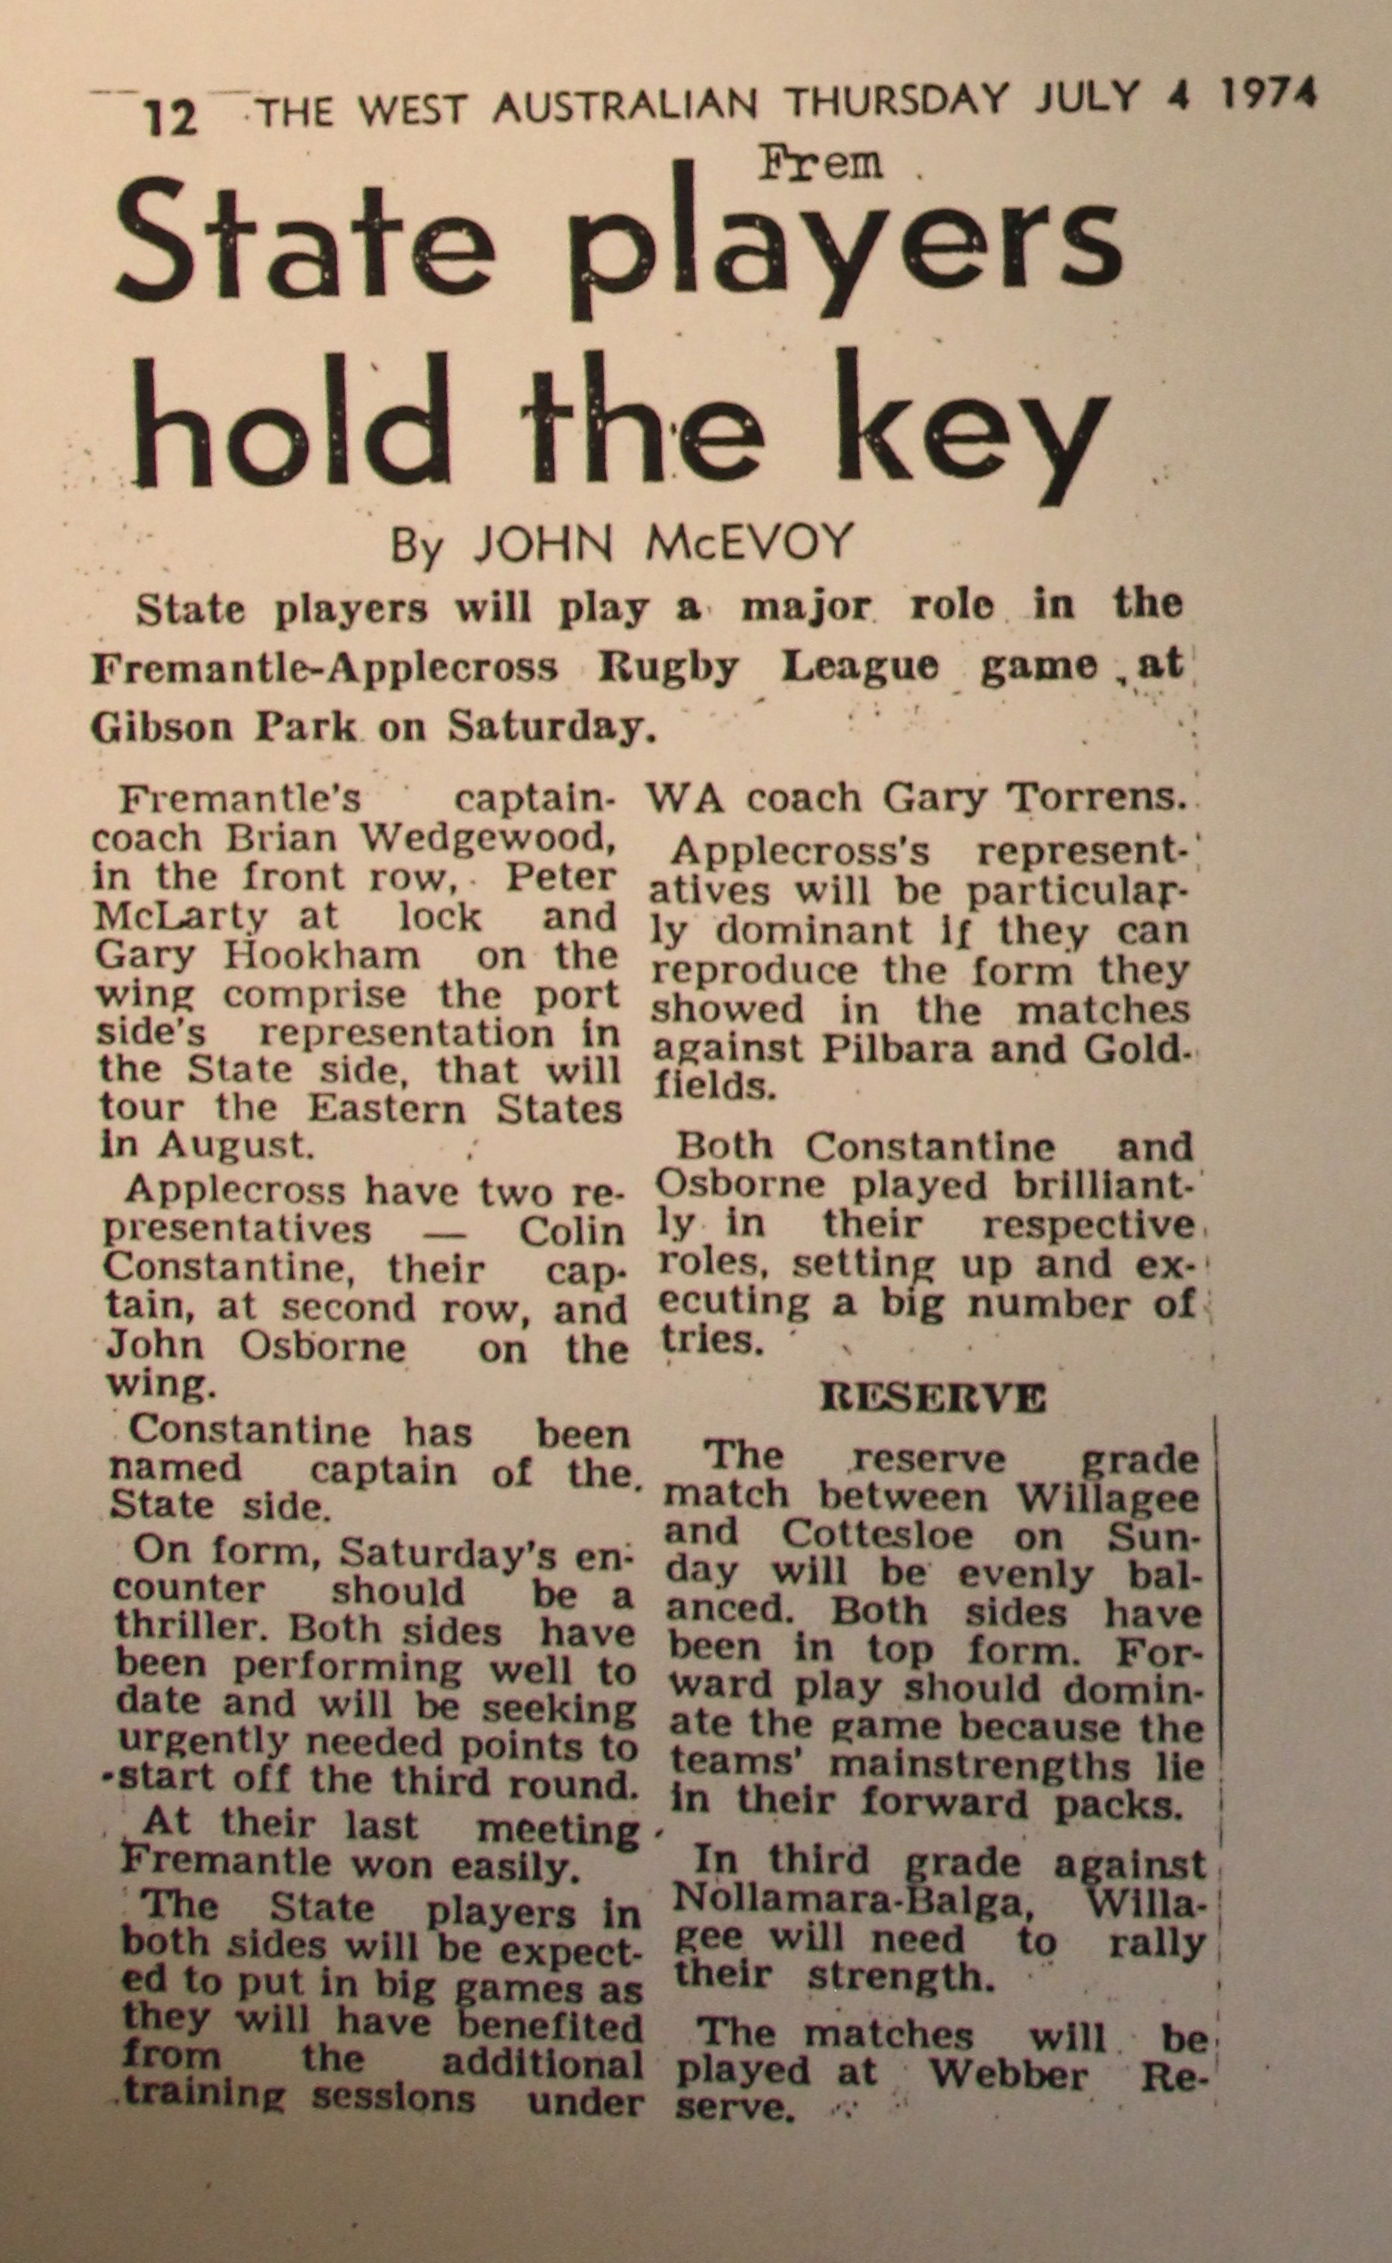 12 THE WEST AUSTRALIAN THURSDAY JULY 4 1974
Frem
State players
hold the key
By JOHN McEVOY
State players will play a major role in the
Fremantle-Applecross Rugby League game at
Gibson Park on Saturday.
Fremantle's captain-
coach Brian Wedgewood,
in the front row, Peter
McLarty at lock and
Gary Hookham on the
wing comprise the port
side's representation in
the State side, that will
tour the Eastern States
in August.
Applecross have two re-
presentatives — Colin
Constantine, their cap-
tain, at second row, and
John Osborne on the
wing.
Constantine has been
named captain of the
State side.
On form, Saturday's en-
counter should be a
thriller. Both sides have
been performing well to
date and will be seeking
urgently needed points to
start off the third round.
At their last meeting
Fremantle won easily.
The State players in
both sides will be expect-
ed to put in big games as
they will have benefited
from the additional
training sessions under
WA coach Gary Torrens.
Applecross's represent-
atives will be particular-
ly dominant if they can
reproduce the form they
showed in the matches
against Pilbara and Gold-
fields.
Both Constantine and
Osborne played brilliant-
ly in their respective
roles, setting up and ex-
ecuting a big number of
tries.
RESERVE
The reserve grade
match between Willagee
and Cottesloe on Sun-
day will be evenly bal-
anced. Both sides have
been in top form. For-
ward play should domin-
ate the game because the
teams' mainstrengths lie
in their forward packs.
In third grade against
Nollamara-Balga, Willa-
gee will need to rally
their strength.
The matches will be
played at Webber Re-
serve.